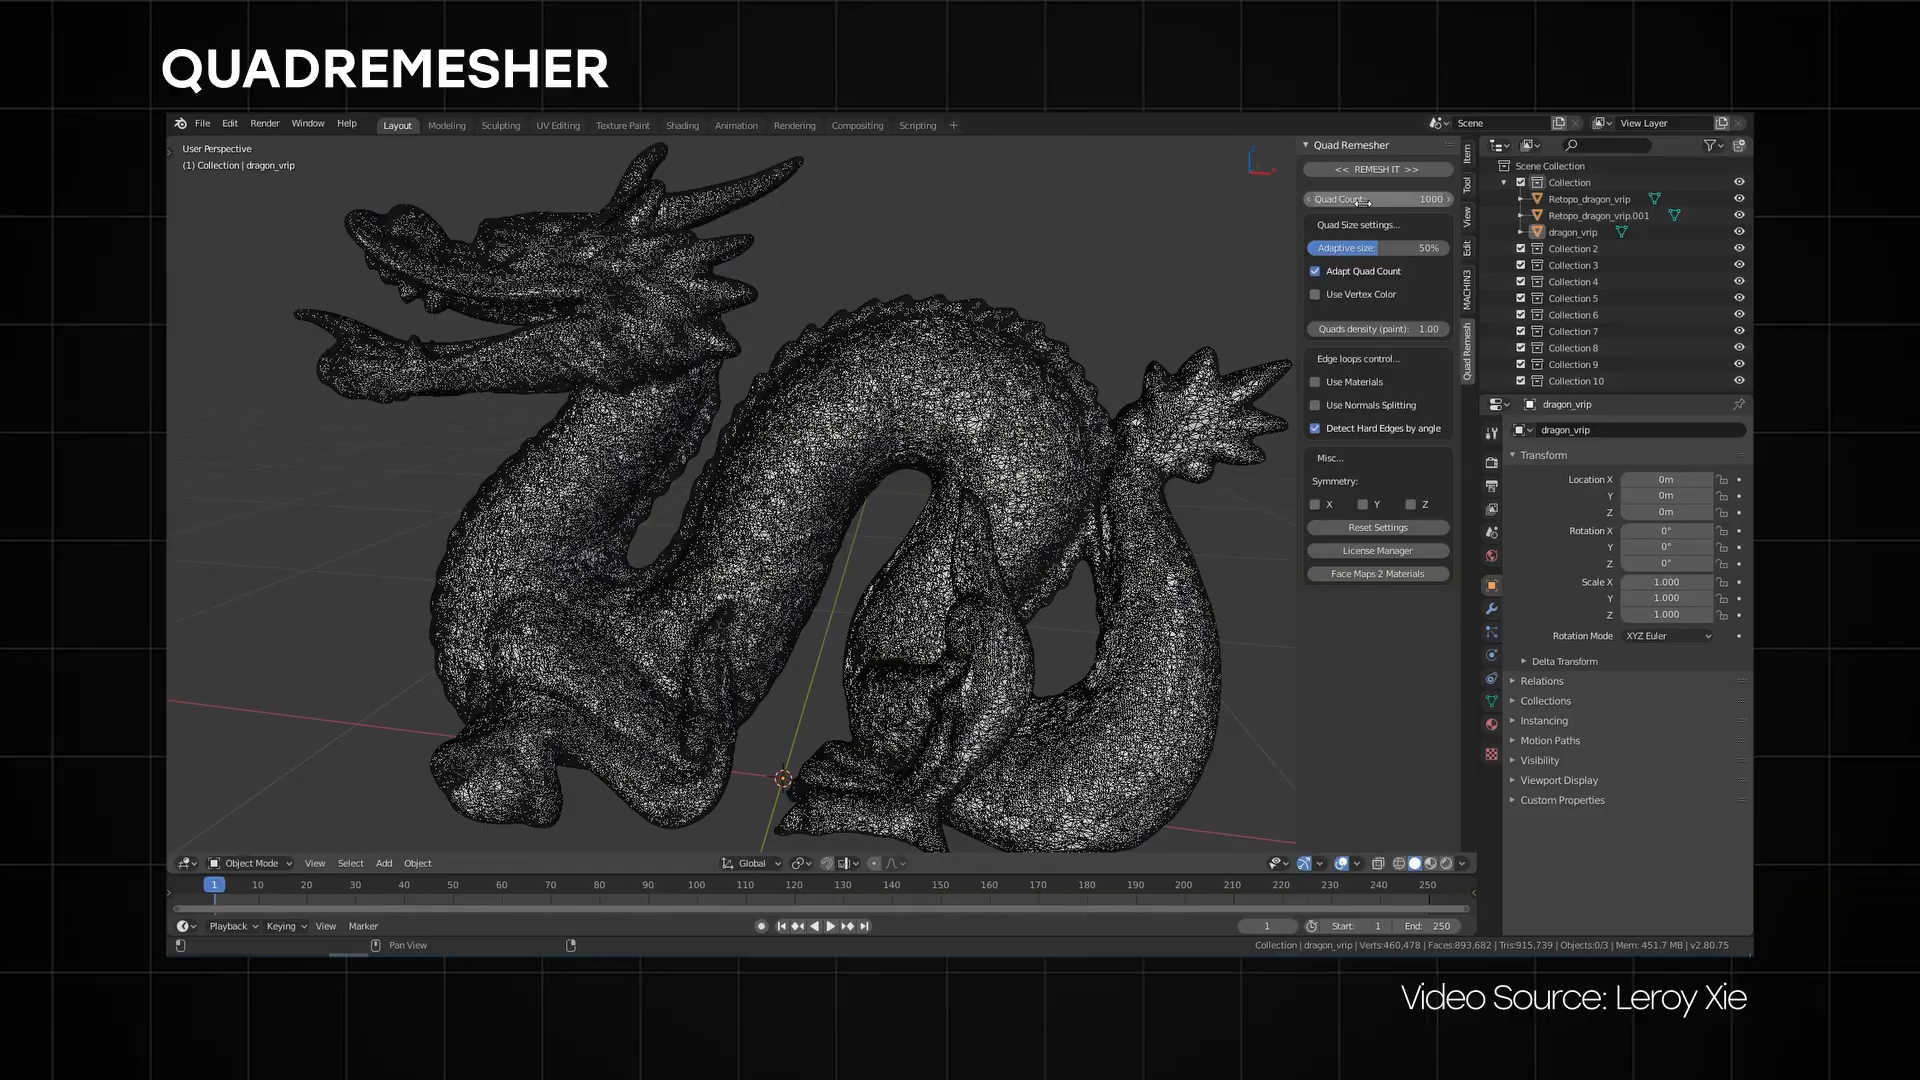 QUADREMESHER
File Edit Render Window Help Layout Modeling Sculpting UV Editing Texture Paint Shading Animation Rendering Compositing Scripting + Scene View Layer
User Perspective
(1) Collection | dragon_vrip
Quad Remesher
<< REMESH IT >>
Quad Count: 1000
Quad Size settings...
Adaptive size: 50%
Adapt Quad Count
Use Vertex Color
Quads density (paint): 1.00
Edge loops control...
Use Materials
Use Normals Splitting
Detect Hard Edges by angle
Misc...
Symmetry:
X Y Z
Reset Settings
License Manager
Face Maps 2 Materials
Item
Tool
View
Edit
MACHIN3
Quad Remesh
Scene Collection
Collection
Retopo_dragon_vrip
Retopo_dragon_vrip.001
dragon_vrip
Collection 2
Collection 3
Collection 4
Collection 5
Collection 6
Collection 7
Collection 8
Collection 9
Collection 10
dragon_vrip
dragon_vrip
Transform
Location X 0m
Y 0m
Z 0m
Rotation X 0°
Y 0°
Z 0°
Scale X 1.000
Y 1.000
Z 1.000
Rotation Mode XYZ Euler
Delta Transform
Relations
Collections
Instancing
Motion Paths
Visibility
Viewport Display
Custom Properties
Object Mode View Select Add Object Global
1 10 20 30 40 50 60 70 80 90 100 110 120 130 140 150 160 170 180 190 200 210 220 230 240 250
Playback Keying View Marker 1 Start: 1 End: 250
Pan View Collection | dragon_vrip | Verts:460,478 | Faces:893,682 | Tris:915,739 | Objects:0/3 | Mem: 451.7 MB | v2.80.75
Video Source: Leroy Xie